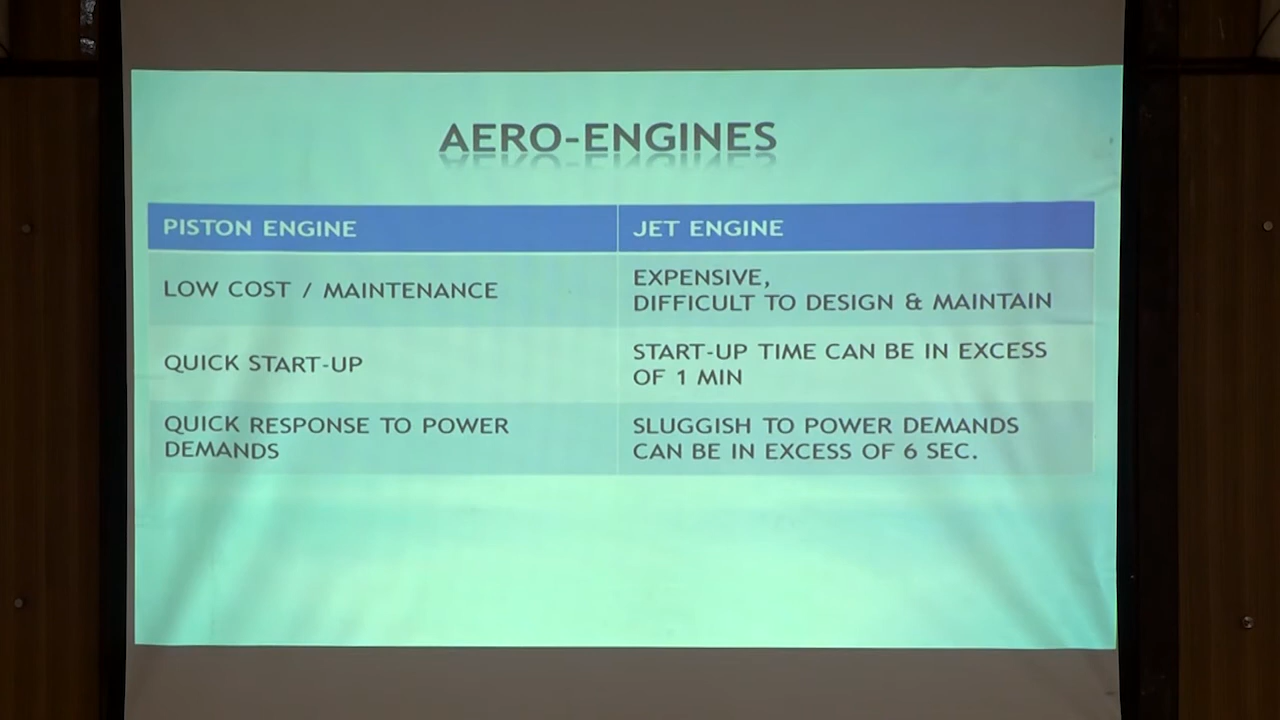 AERO-ENGINES
PISTON ENGINE
JET ENGINE
LOW COST / MAINTENANCE
EXPENSIVE,
DIFFICULT TO DESIGN & MAINTAIN
QUICK START-UP
START-UP TIME CAN BE IN EXCESS
OF 1 MIN
QUICK RESPONSE TO POWER
DEMANDS
SLUGGISH TO POWER DEMANDS
CAN BE IN EXCESS OF 6 SEC.